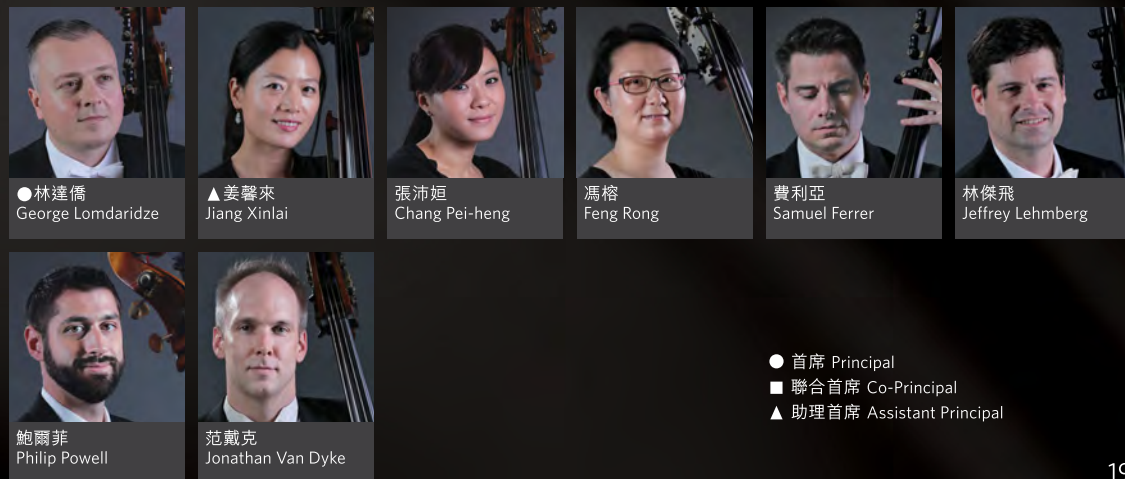 ●林達僑
George Lomdaridze
▲姜馨來
Jiang Xinlai
張沛姮
Chang Pei-heng
馮榕
Feng Rong
費利亞
Samuel Ferrer
林傑飛
Jeffrey Lehmberg
鮑爾菲
Philip Powell
范戴克
Jonathan Van Dyke
● 首席 Principal
■ 聯合首席 Co-Principal
▲ 助理首席 Assistant Principal